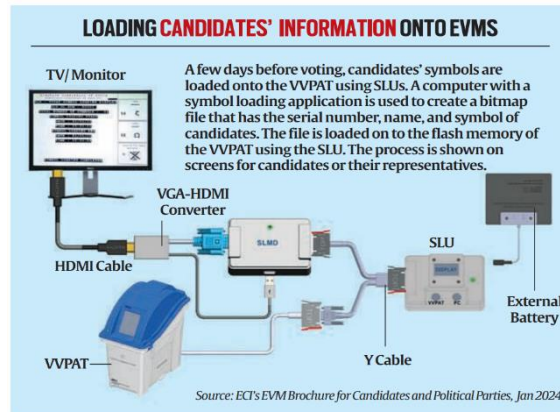 LOADING CANDIDATES' INFORMATION ONTO EVMS
TV/ Monitor
A few days before voting, candidates' symbols are
loaded onto the VVPAT using SLUs. A computer with a
symbol loading application is used to create a bitmap
file that has the serial number, name, and symbol of
candidates. The file is loaded on to the flash memory of
the VVPAT using the SLU. The process is shown on
screens for candidates or their representatives.
VGA-HDMI
Converter
SLMD
SLU
DISPLAY
VVPAT PC
HDMI Cable
External
Battery
VVPAT
Y Cable
Source: ECI's EVM Brochure for Candidates and Political Parties, Jan 2024